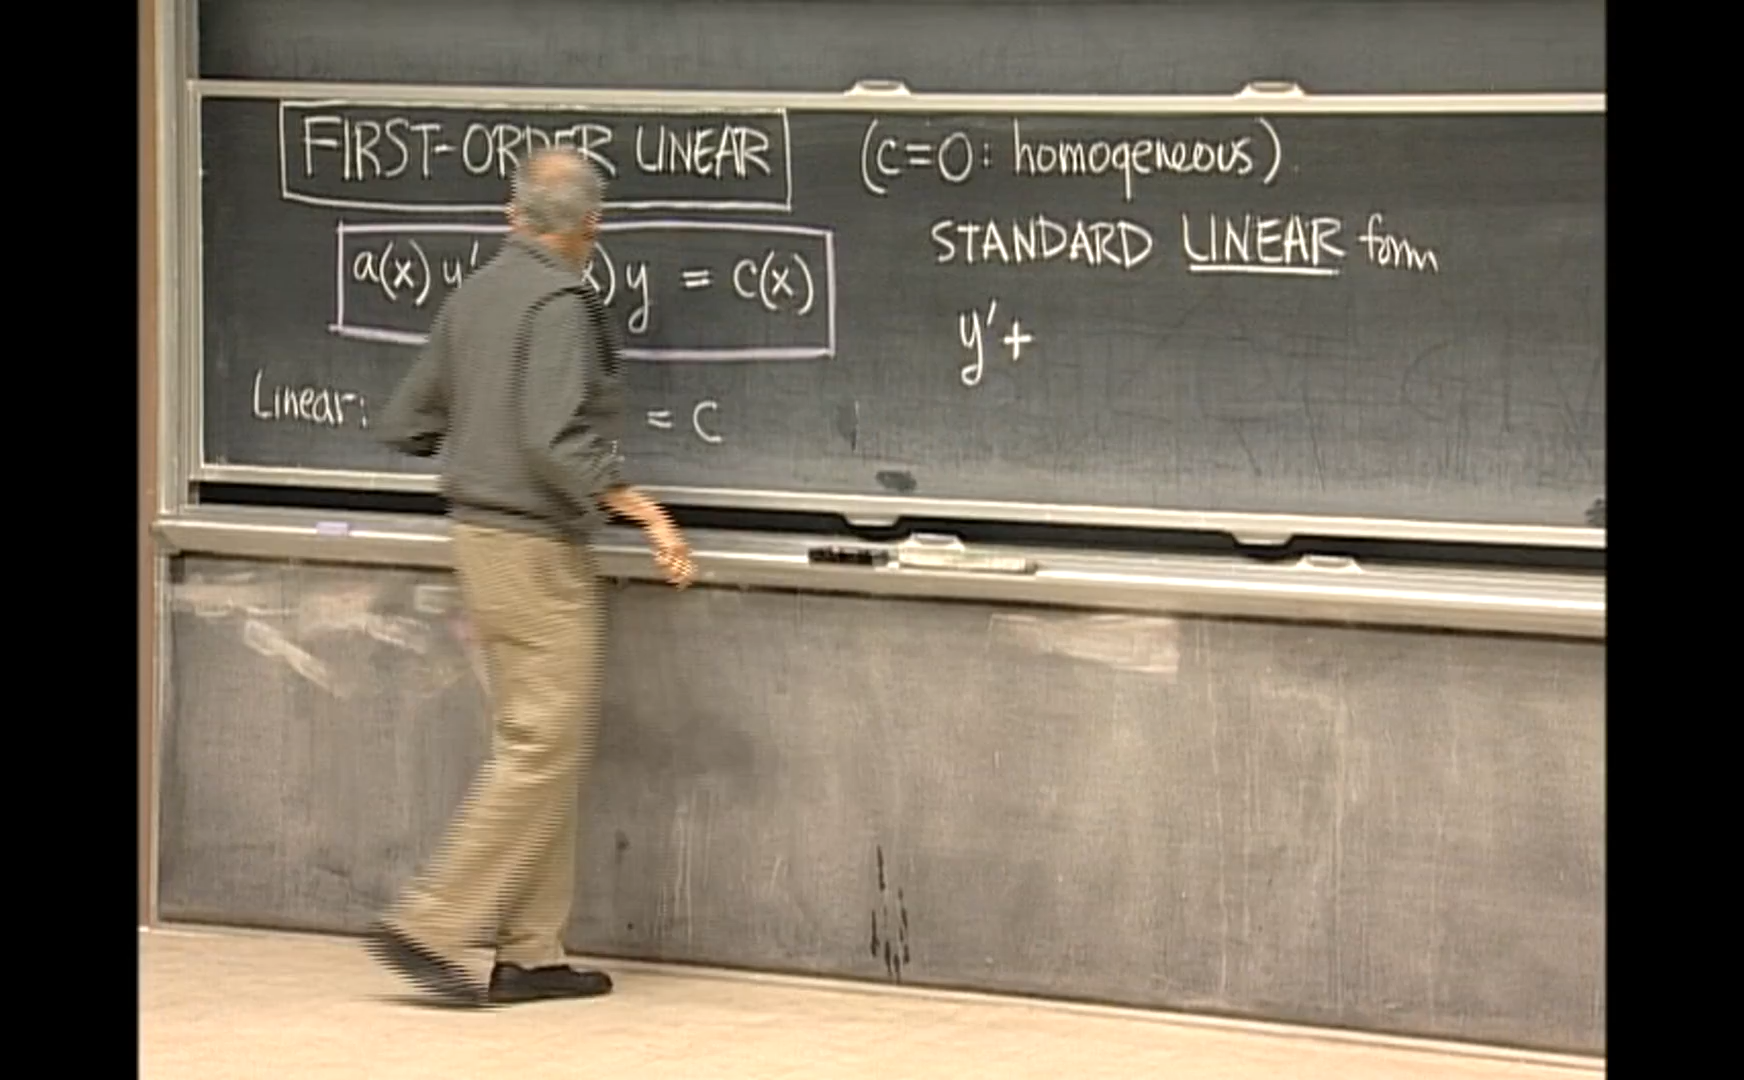 FIRST-ORDER LINEAR
a(x) y' x) y = c(x)
Linear: = c
(c=0: homogeneous)
STANDARD LINEAR form
y' +